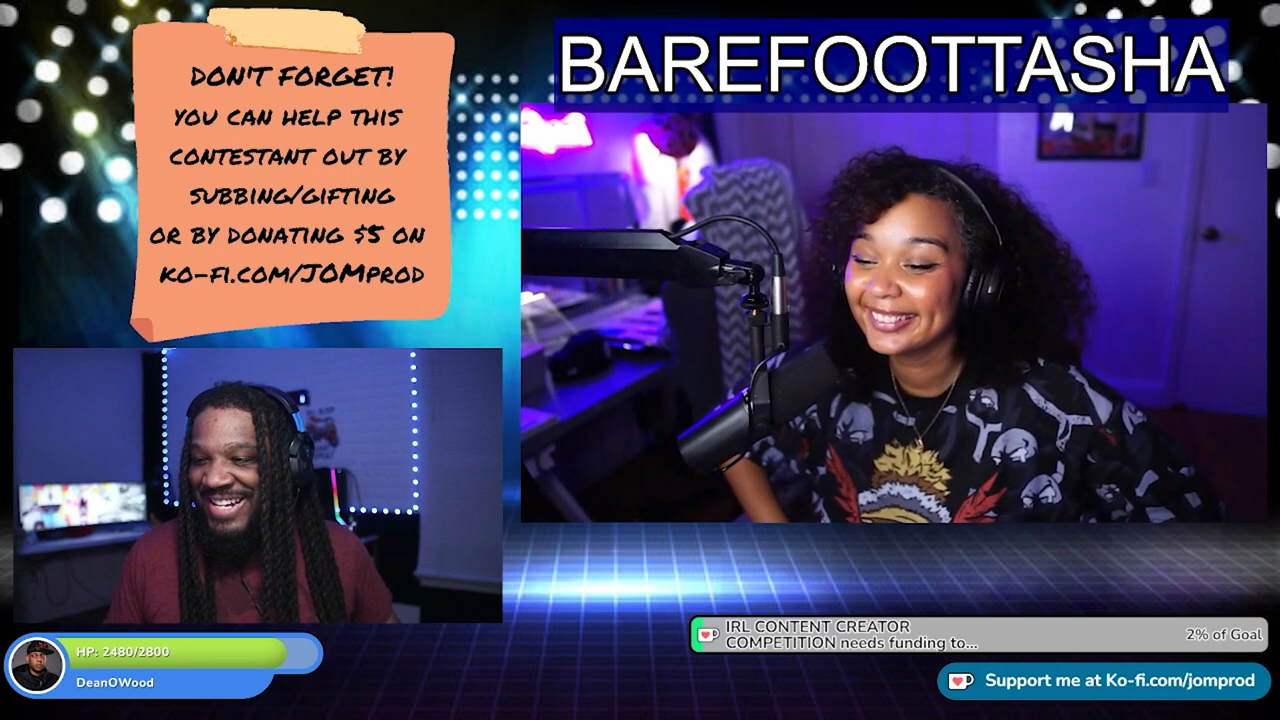 DON'T FORGET!
YOU CAN HELP THIS
CONTESTANT OUT BY
SUBBING/GIFTING
OR BY DONATING $5 ON
KO-FI.COM/JOMPROD
BAREFOOTTASHA
HP: 2480/2800
DeanOWood
IRL CONTENT CREATOR
COMPETITION needs funding to...
2% of Goal
Support me at Ko-fi.com/jomprod